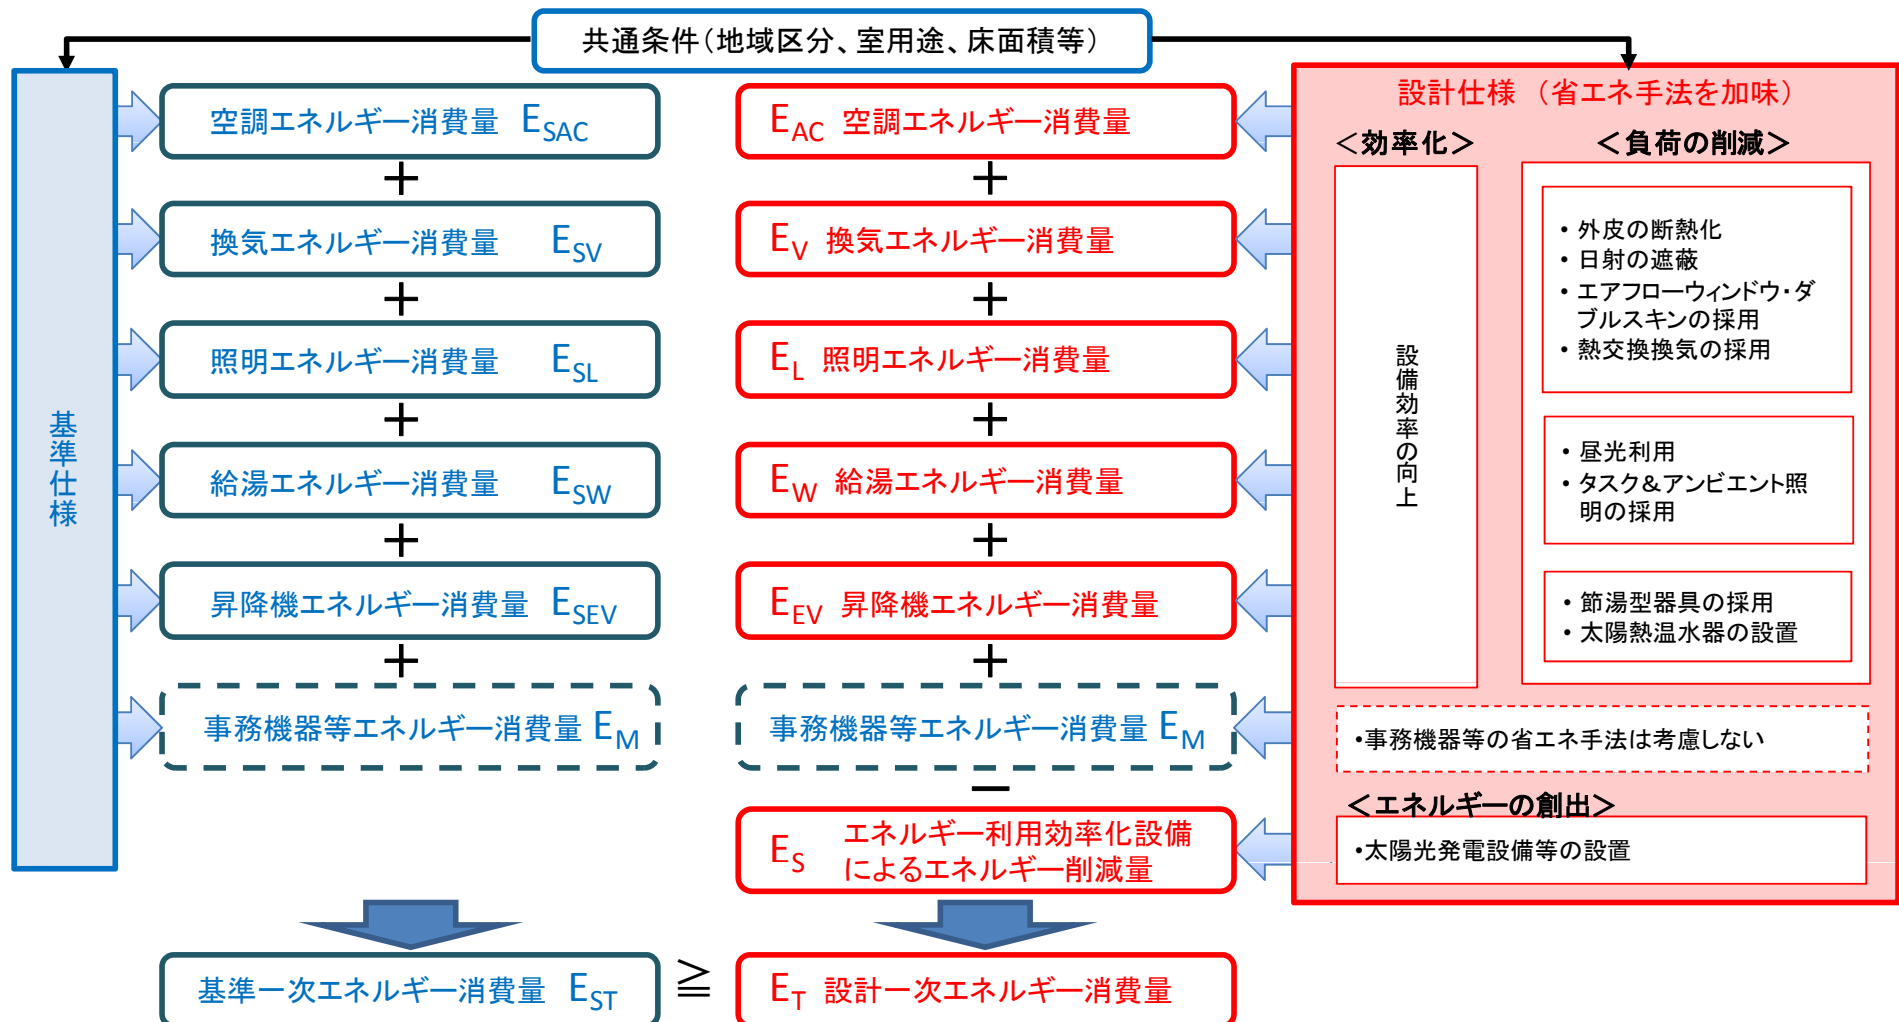 共通条件（地域区分、室用途、床面積等）
基準仕様
空調エネルギー消費量 ESAC
+
換気エネルギー消費量 ESV
+
照明エネルギー消費量 ESL
+
給湯エネルギー消費量 ESW
+
昇降機エネルギー消費量 ESEV
+
事務機器等エネルギー消費量 EM
基準一次エネルギー消費量 EST
≧
EAC 空調エネルギー消費量
+
EV 換気エネルギー消費量
+
EL 照明エネルギー消費量
+
EW 給湯エネルギー消費量
+
EEV 昇降機エネルギー消費量
+
事務機器等エネルギー消費量 EM
−
ES エネルギー利用効率化設備
によるエネルギー削減量
ET 設計一次エネルギー消費量
設計仕様 （省エネ手法を加味）
＜効率化＞
設備効率の向上
＜負荷の削減＞
• 外皮の断熱化
• 日射の遮蔽
• エアフローウィンドウ・ダ
ブルスキンの採用
• 熱交換換気の採用
• 昼光利用
• タスク＆アンビエント照
明の採用
• 節湯型器具の採用
• 太陽熱温水器の設置
•事務機器等の省エネ手法は考慮しない
＜エネルギーの創出＞
•太陽光発電設備等の設置